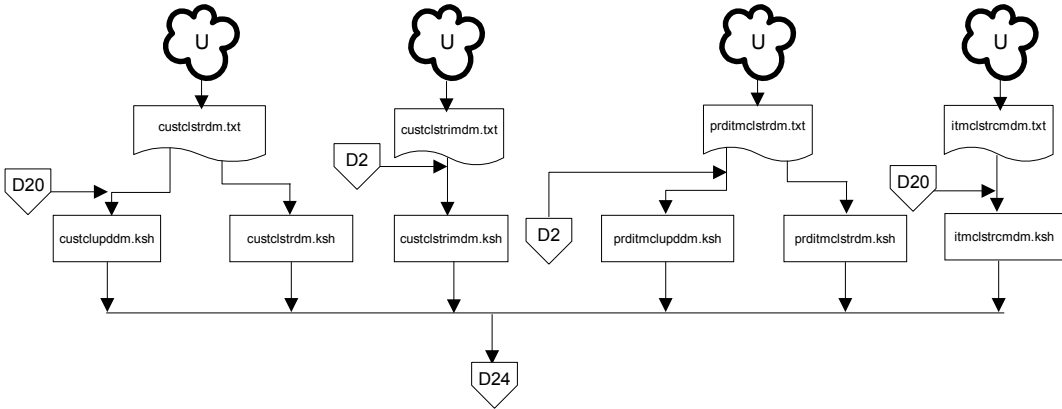 U
U
U
U
custclstrdm.txt
custclstrimdm.txt
prditmclstrdm.txt
itmclstrcmdm.txt
D20
D2
D2
D20
custclupddm.ksh
custclstrdm.ksh
custclstrimdm.ksh
prditmclupddm.ksh
prditmclstrdm.ksh
itmclstrcmdm.ksh
D24